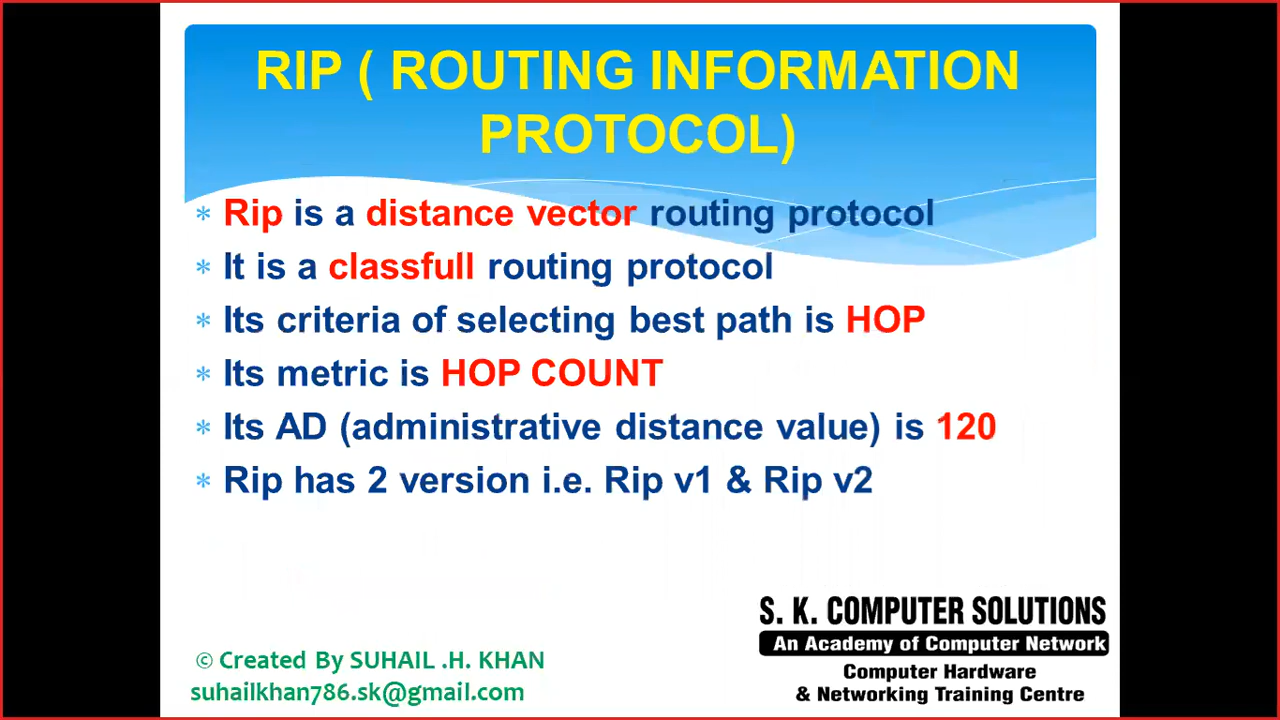 RIP ( ROUTING INFORMATION
PROTOCOL)
* Rip is a distance vector routing protocol
* It is a classfull routing protocol
* Its criteria of selecting best path is HOP
* Its metric is HOP COUNT
* Its AD (administrative distance value) is 120
* Rip has 2 version i.e. Rip v1 & Rip v2
S. K. COMPUTER SOLUTIONS
An Academy of Computer Network
Computer Hardware
& Networking Training Centre
© Created By SUHAIL .H. KHAN
suhailkhan786.sk@gmail.com